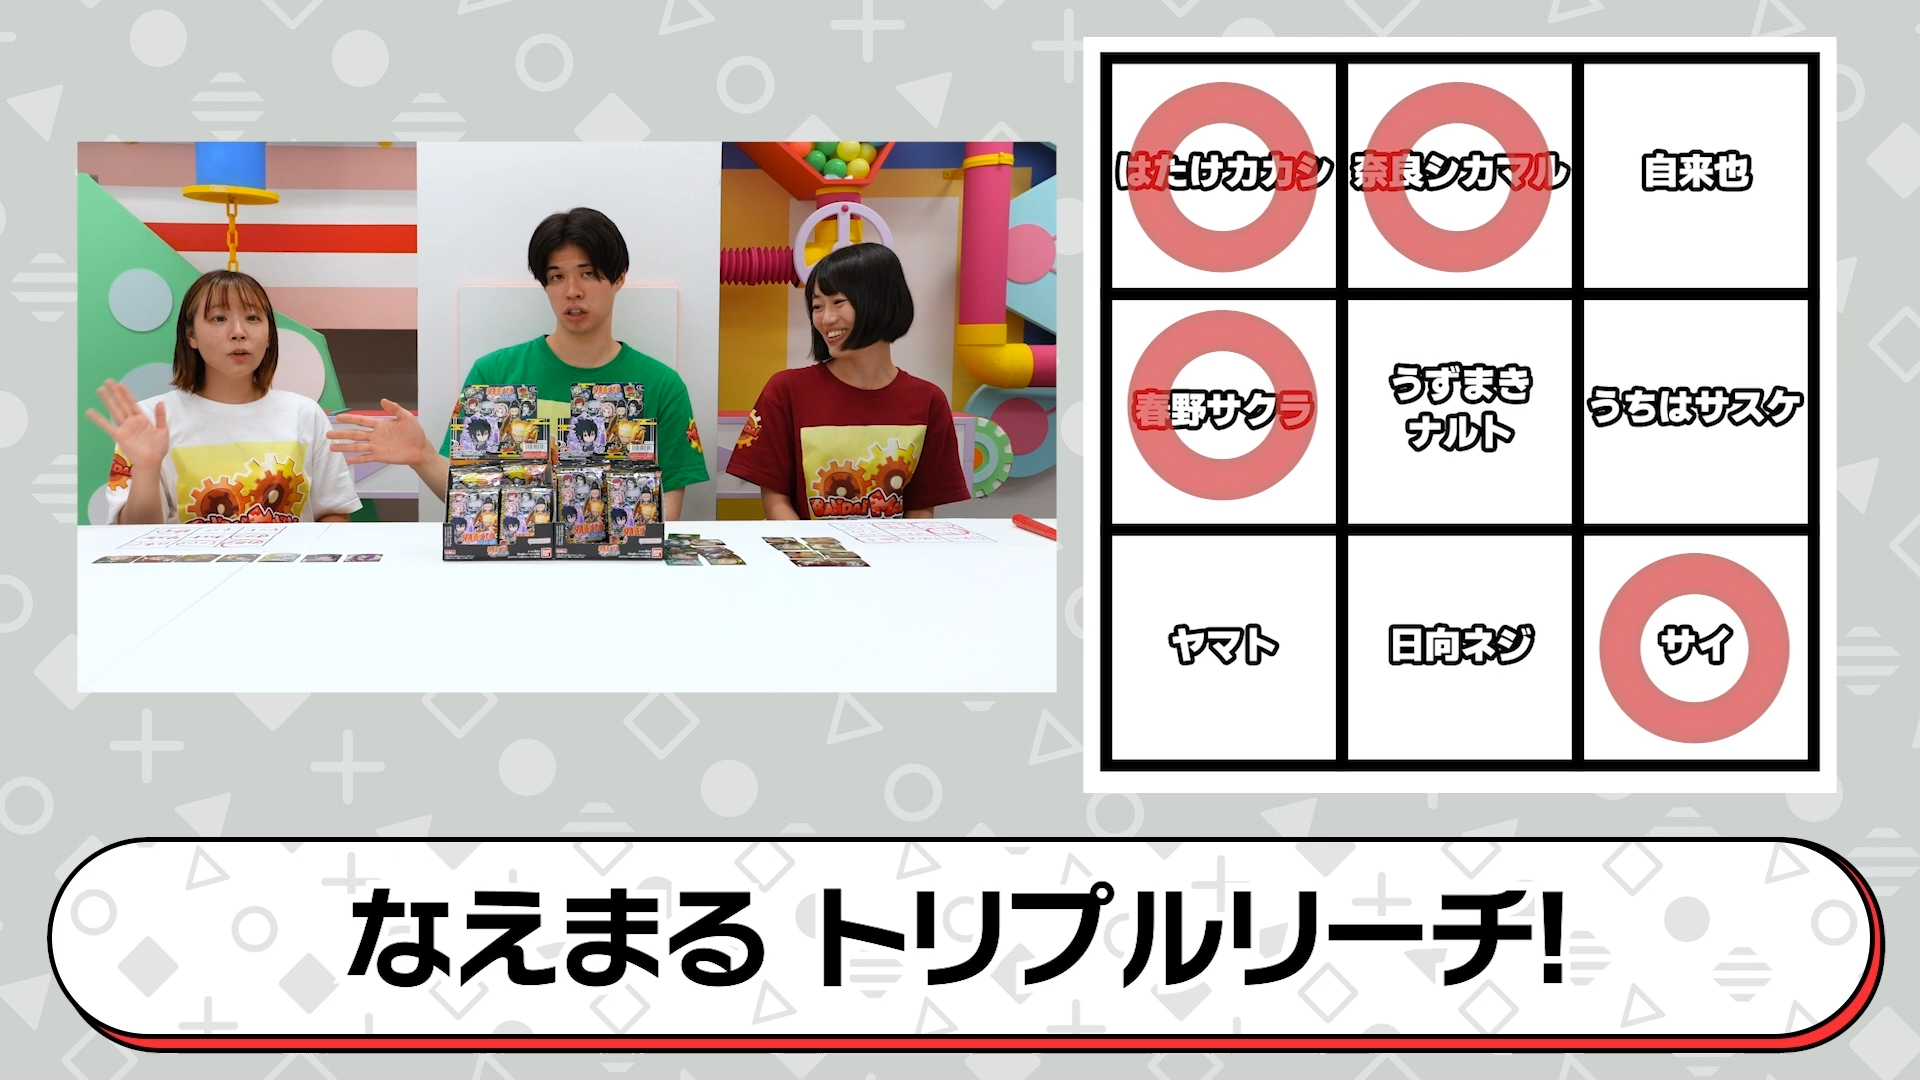 はたけカカシ
奈良シカマル
自来也
春野サクラ
うずまき
ナルト
うちはサスケ
ヤマト
日向ネジ
サイ
なえまる トリプルリーチ!